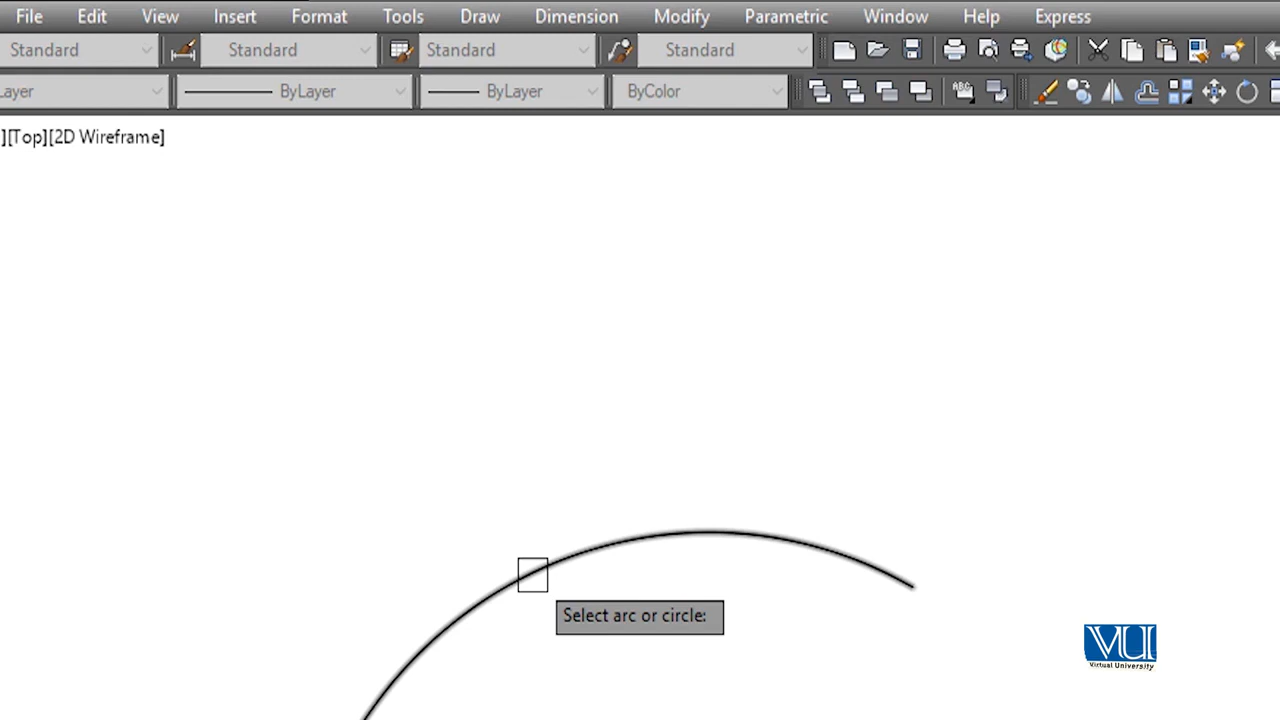 File Edit View Insert Format Tools Draw Dimension Modify Parametric Window Help Express
Standard Standard Standard Standard
Layer ByLayer ByLayer ByColor
][Top][2D Wireframe]
Select arc or circle:
VU
Virtual University